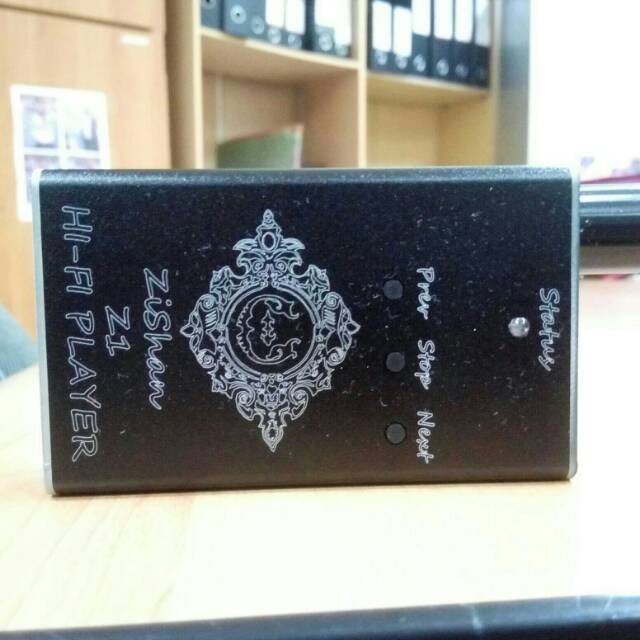 Status
Prev Stop Next
ZiShan
Z1
HI-FI PLAYER